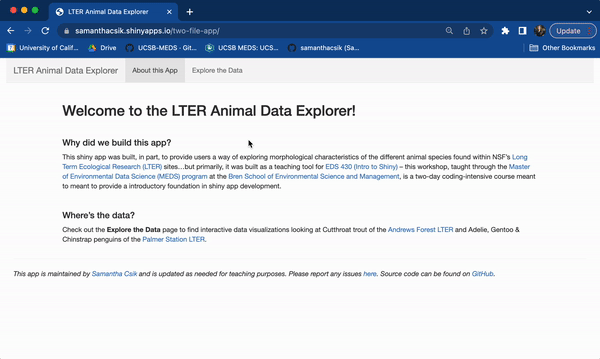 LTER Animal Data Explorer
samanthacsik.shinyapps.io/two-file-app/
Update
University of Calif...
Drive
UCSB-MEDS · Git...
UCSB MEDS: UCS...
samanthacsik (Sa...
Other Bookmarks
LTER Animal Data Explorer
About this App
Explore the Data
Welcome to the LTER Animal Data Explorer!
Why did we build this app?
This shiny app was built, in part, to provide users a way of exploring morphological characteristics of the different animal species found within NSF's Long
Term Ecological Research (LTER) sites...but primarily, it was built as a teaching tool for EDS 430 (Intro to Shiny) – this workshop, taught through the Master
of Environmental Data Science (MEDS) program at the Bren School of Environmental Science and Management, is a two-day coding-intensive course meant
to meant to provide a introductory foundation in shiny app development.
Where's the data?
Check out the Explore the Data page to find interactive data visualizations looking at Cutthroat trout of the Andrews Forest LTER and Adelie, Gentoo &
Chinstrap penguins of the Palmer Station LTER.
This app is maintained by Samantha Csik and is updated as needed for teaching purposes. Please report any issues here. Source code can be found on GitHub.